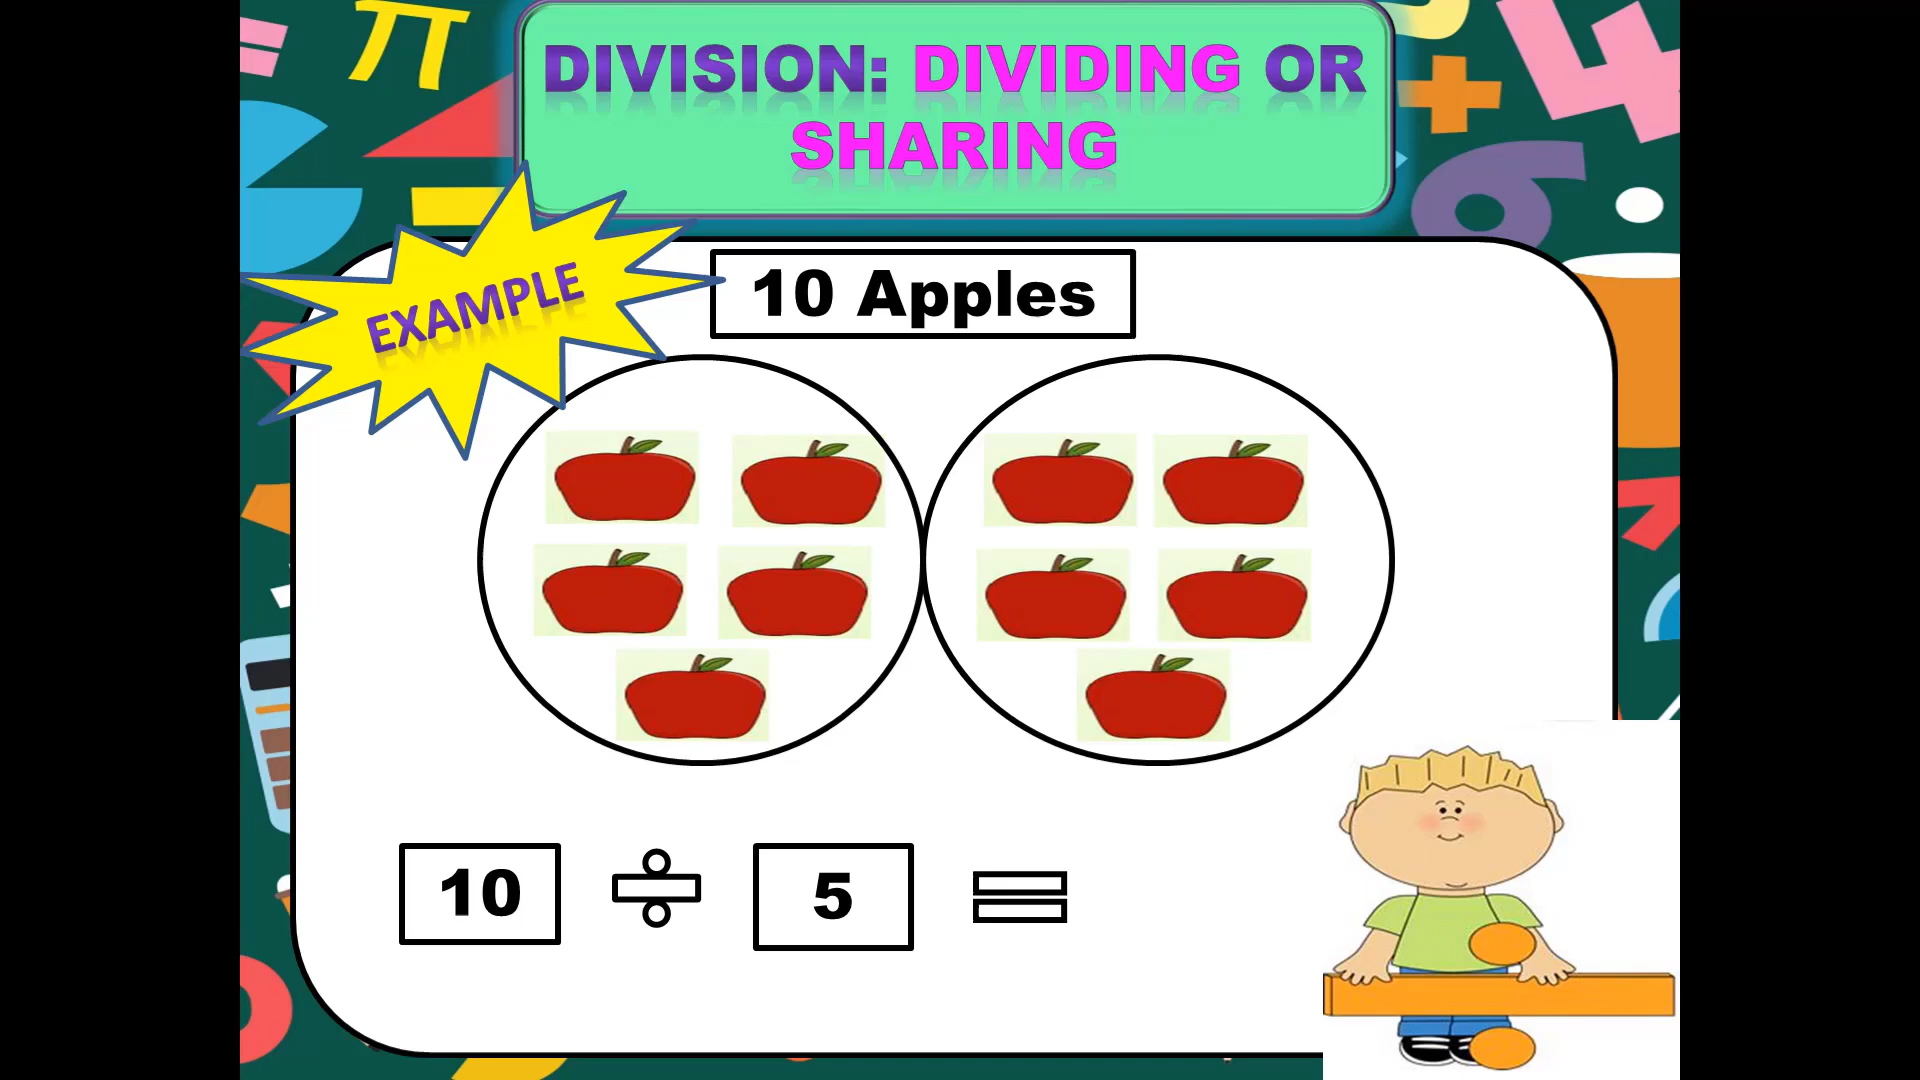 DIVISION: DIVIDING OR
SHARING
EXAMPLE
10 Apples
10 ÷ 5 =